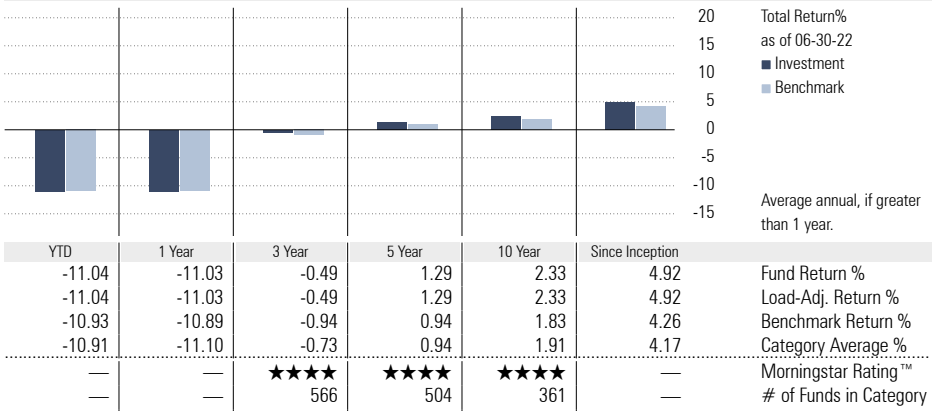 20 Total Return%
15 as of 06-30-22
10 ■ Investment
5 ■ Benchmark
0
-5
-10 Average annual, if greater
-15 than 1 year.
YTD 1 Year 3 Year 5 Year 10 Year Since Inception
-11.04 -11.03 -0.49 1.29 2.33 4.92 Fund Return %
-11.04 -11.03 -0.49 1.29 2.33 4.92 Load-Adj. Return %
-10.93 -10.89 -0.94 0.94 1.83 4.26 Benchmark Return %
-10.91 -11.10 -0.73 0.94 1.91 4.17 Category Average %
— — ★★★★ ★★★★ ★★★★ — Morningstar Rating™
— — 566 504 361 — # of Funds in Category